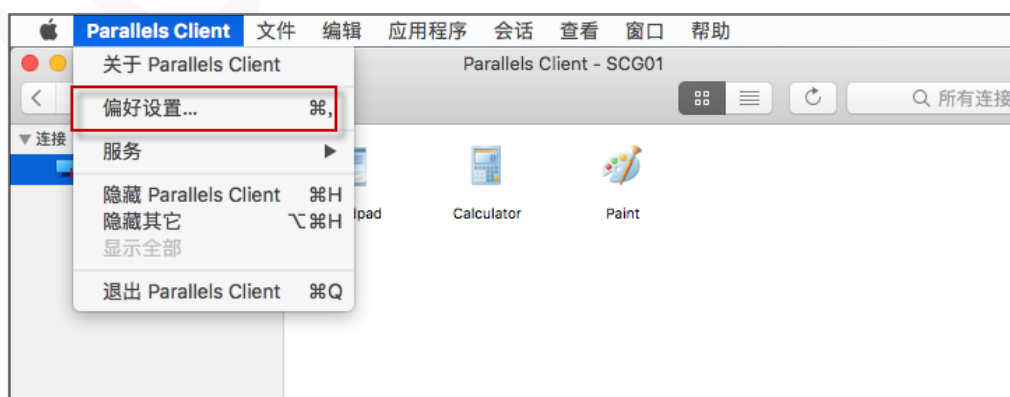 Parallels Client 文件 编辑 应用程序 会话 查看 窗口 帮助
Parallels Client - SCG01
所有连接
关于 Parallels Client
偏好设置... ⌘,
服务 ▶
隐藏 Parallels Client ⌘H
隐藏其它 ⌥⌘H
显示全部
退出 Parallels Client ⌘Q
连接
pad Calculator Paint